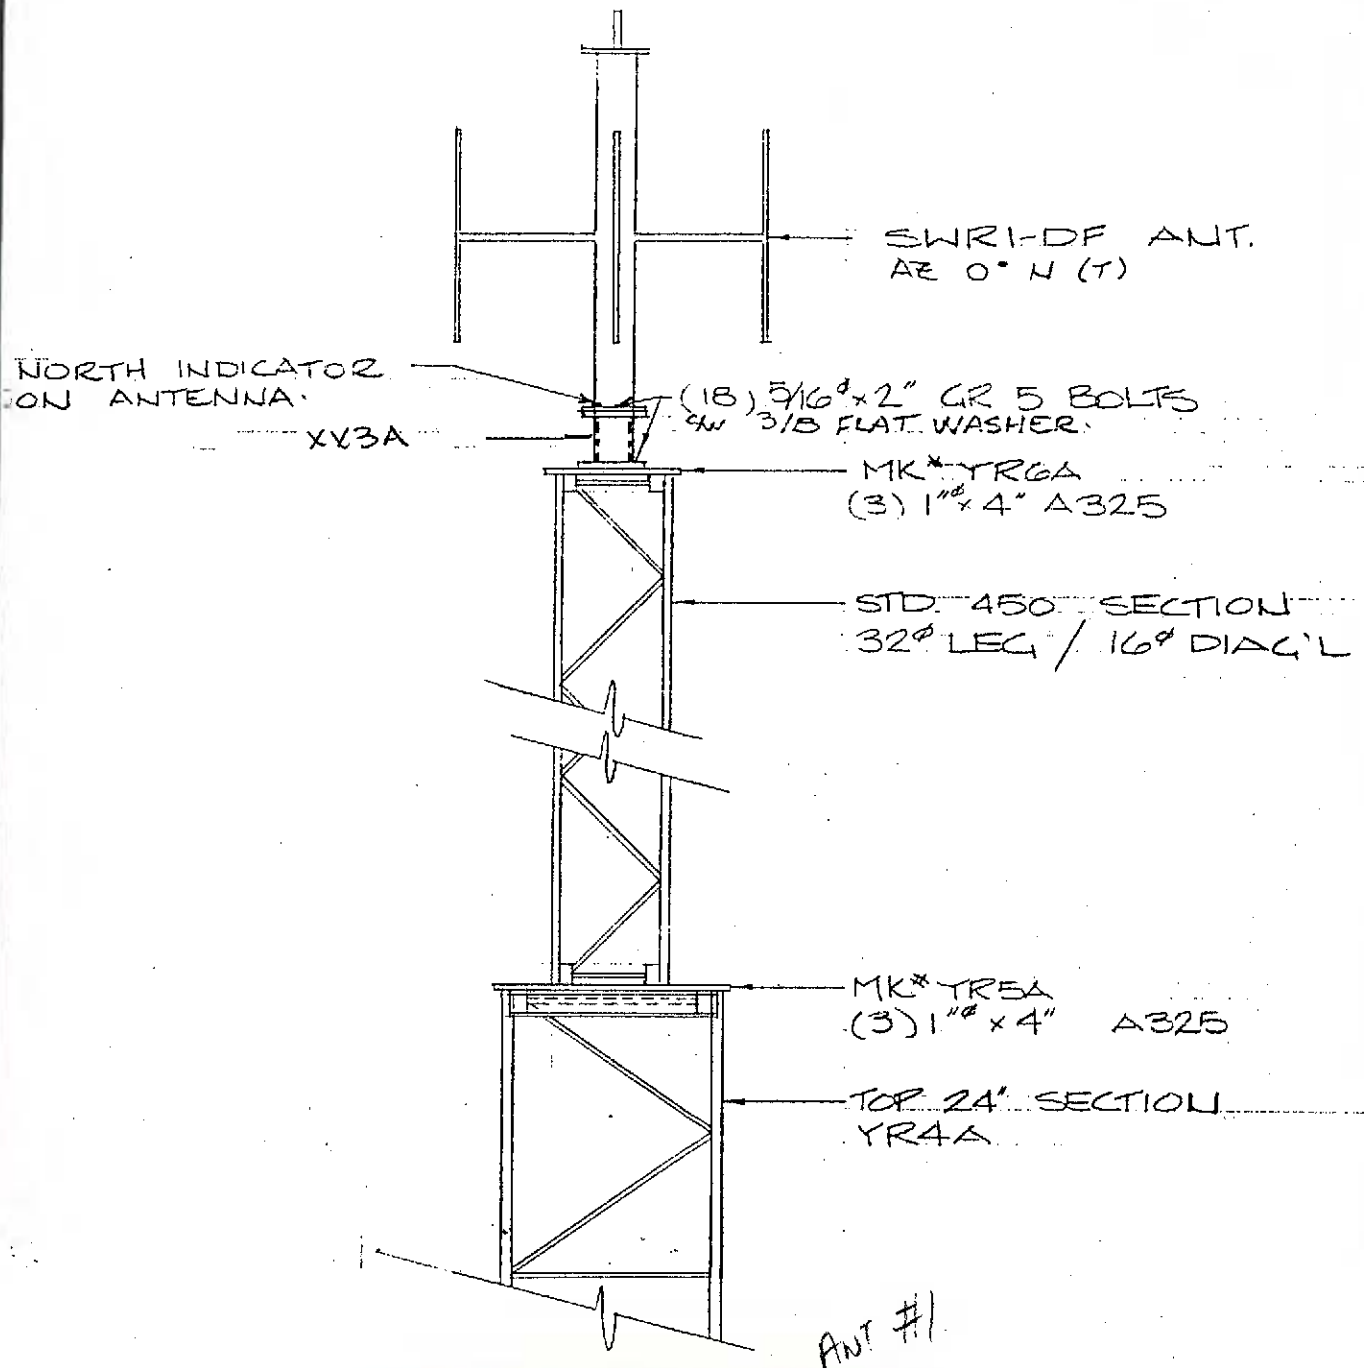 SWRI-DF ANT.
AZ 0° N (T)
NORTH INDICATOR
ON ANTENNA.
(18) 5/16ø x 2" GR 5 BOLTS
c/w 3/8 FLAT WASHER.
XX3A
MK# YR6A
(3) 1"ø x 4" A325
STD. 450 SECTION
32ø LEG / 16ø DIAG'L
MK# YR5A
(3) 1"ø x 4" A325
TOP 24" SECTION
YR4A
ANT #1